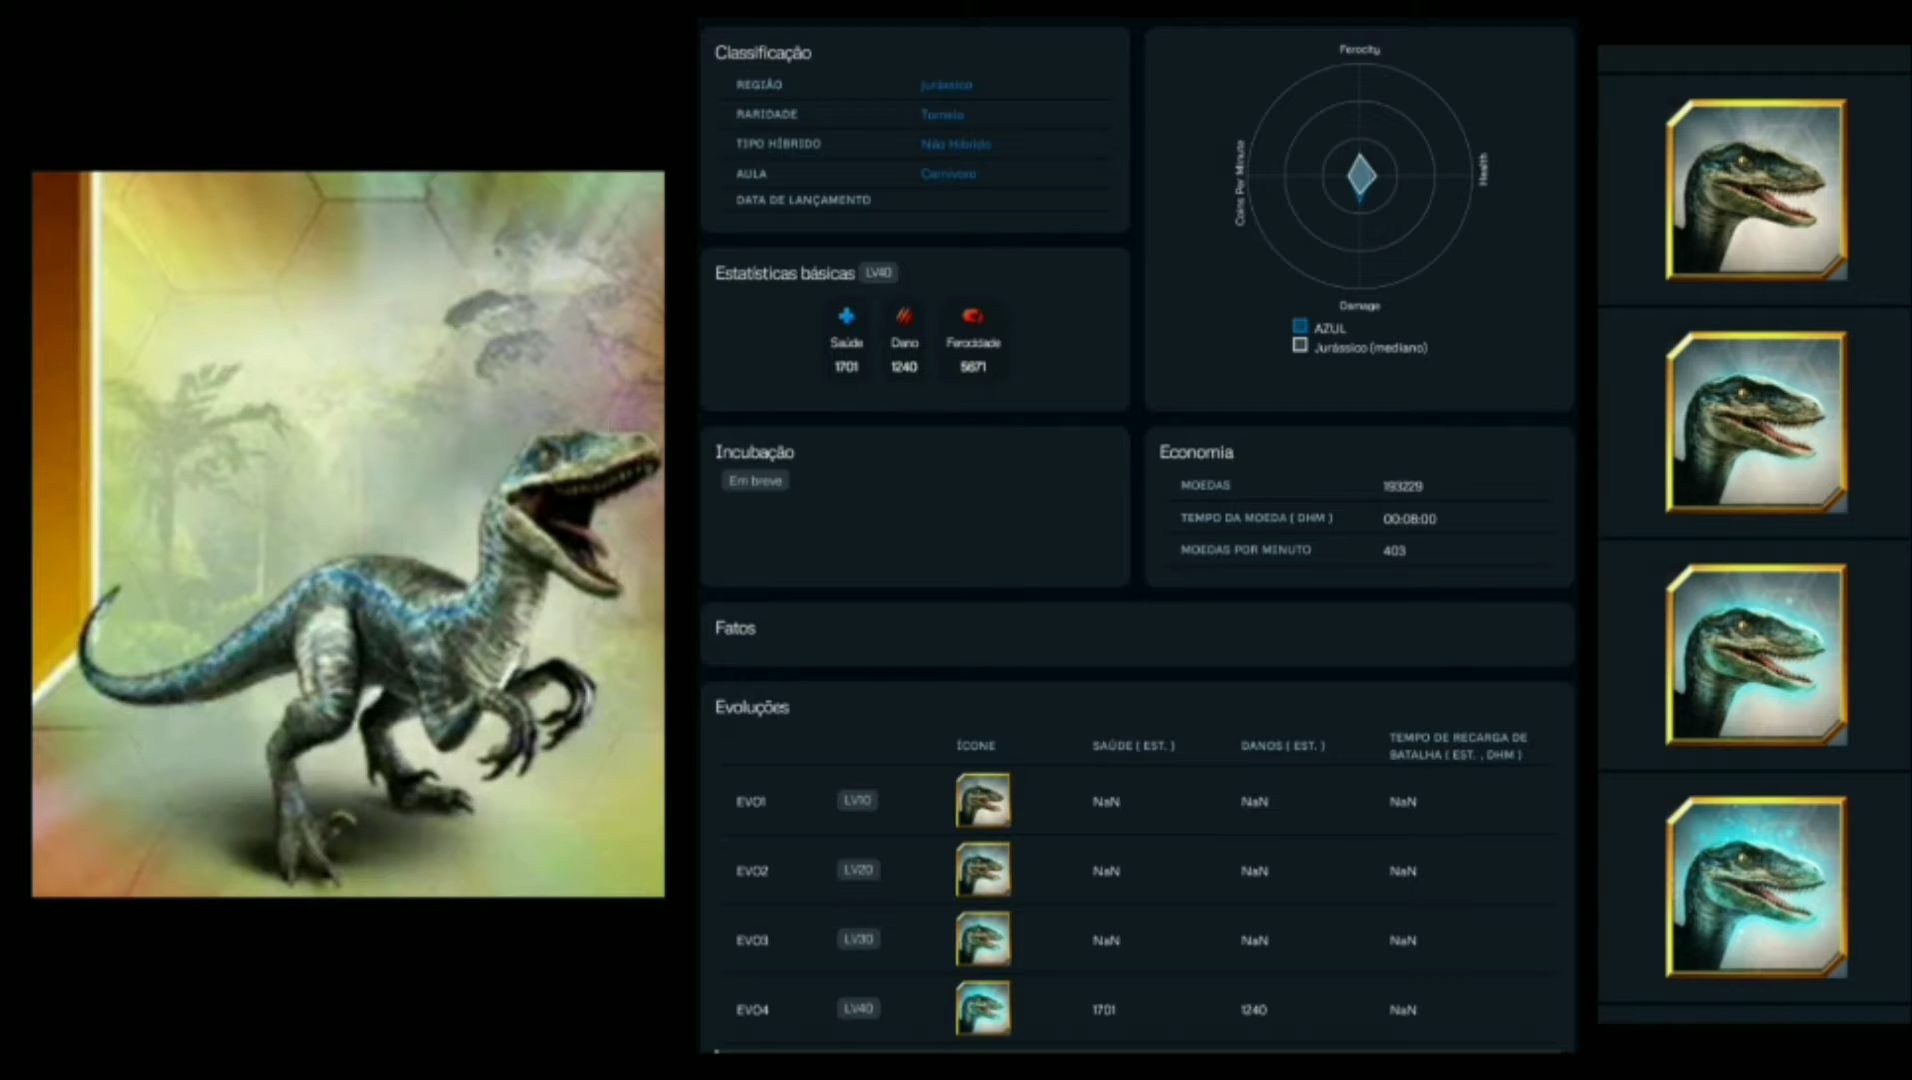 Classificação
REGIÃO Jurássico
RARIDADE Torneio
TIPO HÍBRIDO Não Híbrido
AULA Carnívoro
DATA DE LANÇAMENTO
Estatísticas básicas LV40
Saúde Dano Ferocidade
1701 1240 5671
Ferocity
Coins Per Minute
Health
Damage
AZUL
Jurássico (mediano)
Incubação
Em breve
Economia
MOEDAS 193229
TEMPO DA MOEDA ( DHM ) 00:08:00
MOEDAS POR MINUTO 403
Fatos
Evoluções
ÍCONE SAÚDE ( EST. ) DANOS ( EST. ) TEMPO DE RECARGA DE
BATALHA ( EST. , DHM )
EVO1 LV10 NaN NaN NaN
EVO2 LV20 NaN NaN NaN
EVO3 LV30 NaN NaN NaN
EVO4 LV40 1701 1240 NaN